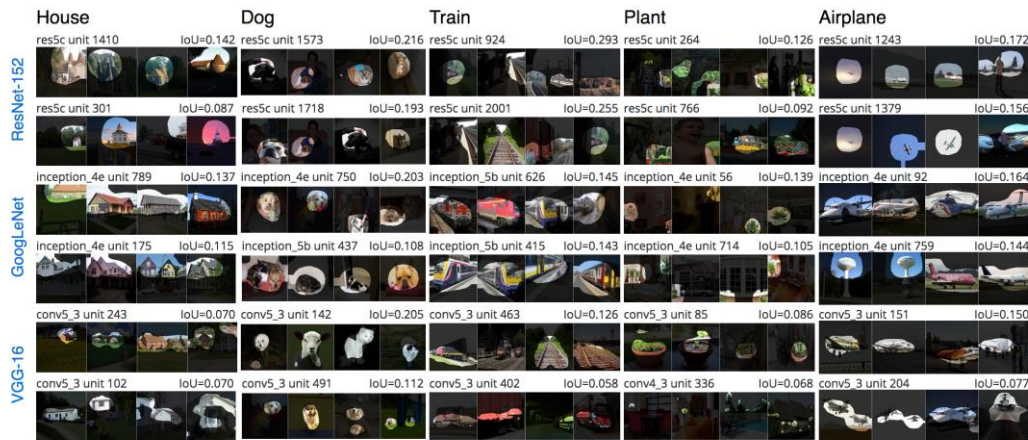 House Dog Train Plant Airplane
ResNet-152
res5c unit 1410 IoU=0.142 res5c unit 1573 IoU=0.216 res5c unit 924 IoU=0.293 res5c unit 264 IoU=0.126 res5c unit 1243 IoU=0.172
res5c unit 301 IoU=0.087 res5c unit 1718 IoU=0.193 res5c unit 2001 IoU=0.255 res5c unit 766 IoU=0.092 res5c unit 1379 IoU=0.156
GoogLeNet
inception_4e unit 789 IoU=0.137 inception_4e unit 750 IoU=0.203 inception_5b unit 626 IoU=0.145 inception_4e unit 56 IoU=0.139 inception_4e unit 92 IoU=0.164
inception_4e unit 175 IoU=0.115 inception_5b unit 437 IoU=0.108 inception_5b unit 415 IoU=0.143 inception_4e unit 714 IoU=0.105 inception_4e unit 759 IoU=0.144
VGG-16
conv5_3 unit 243 IoU=0.070 conv5_3 unit 142 IoU=0.205 conv5_3 unit 463 IoU=0.126 conv5_3 unit 85 IoU=0.086 conv5_3 unit 151 IoU=0.150
conv5_3 unit 102 IoU=0.070 conv5_3 unit 491 IoU=0.112 conv5_3 unit 402 IoU=0.058 conv4_3 unit 336 IoU=0.068 conv5_3 unit 204 IoU=0.077